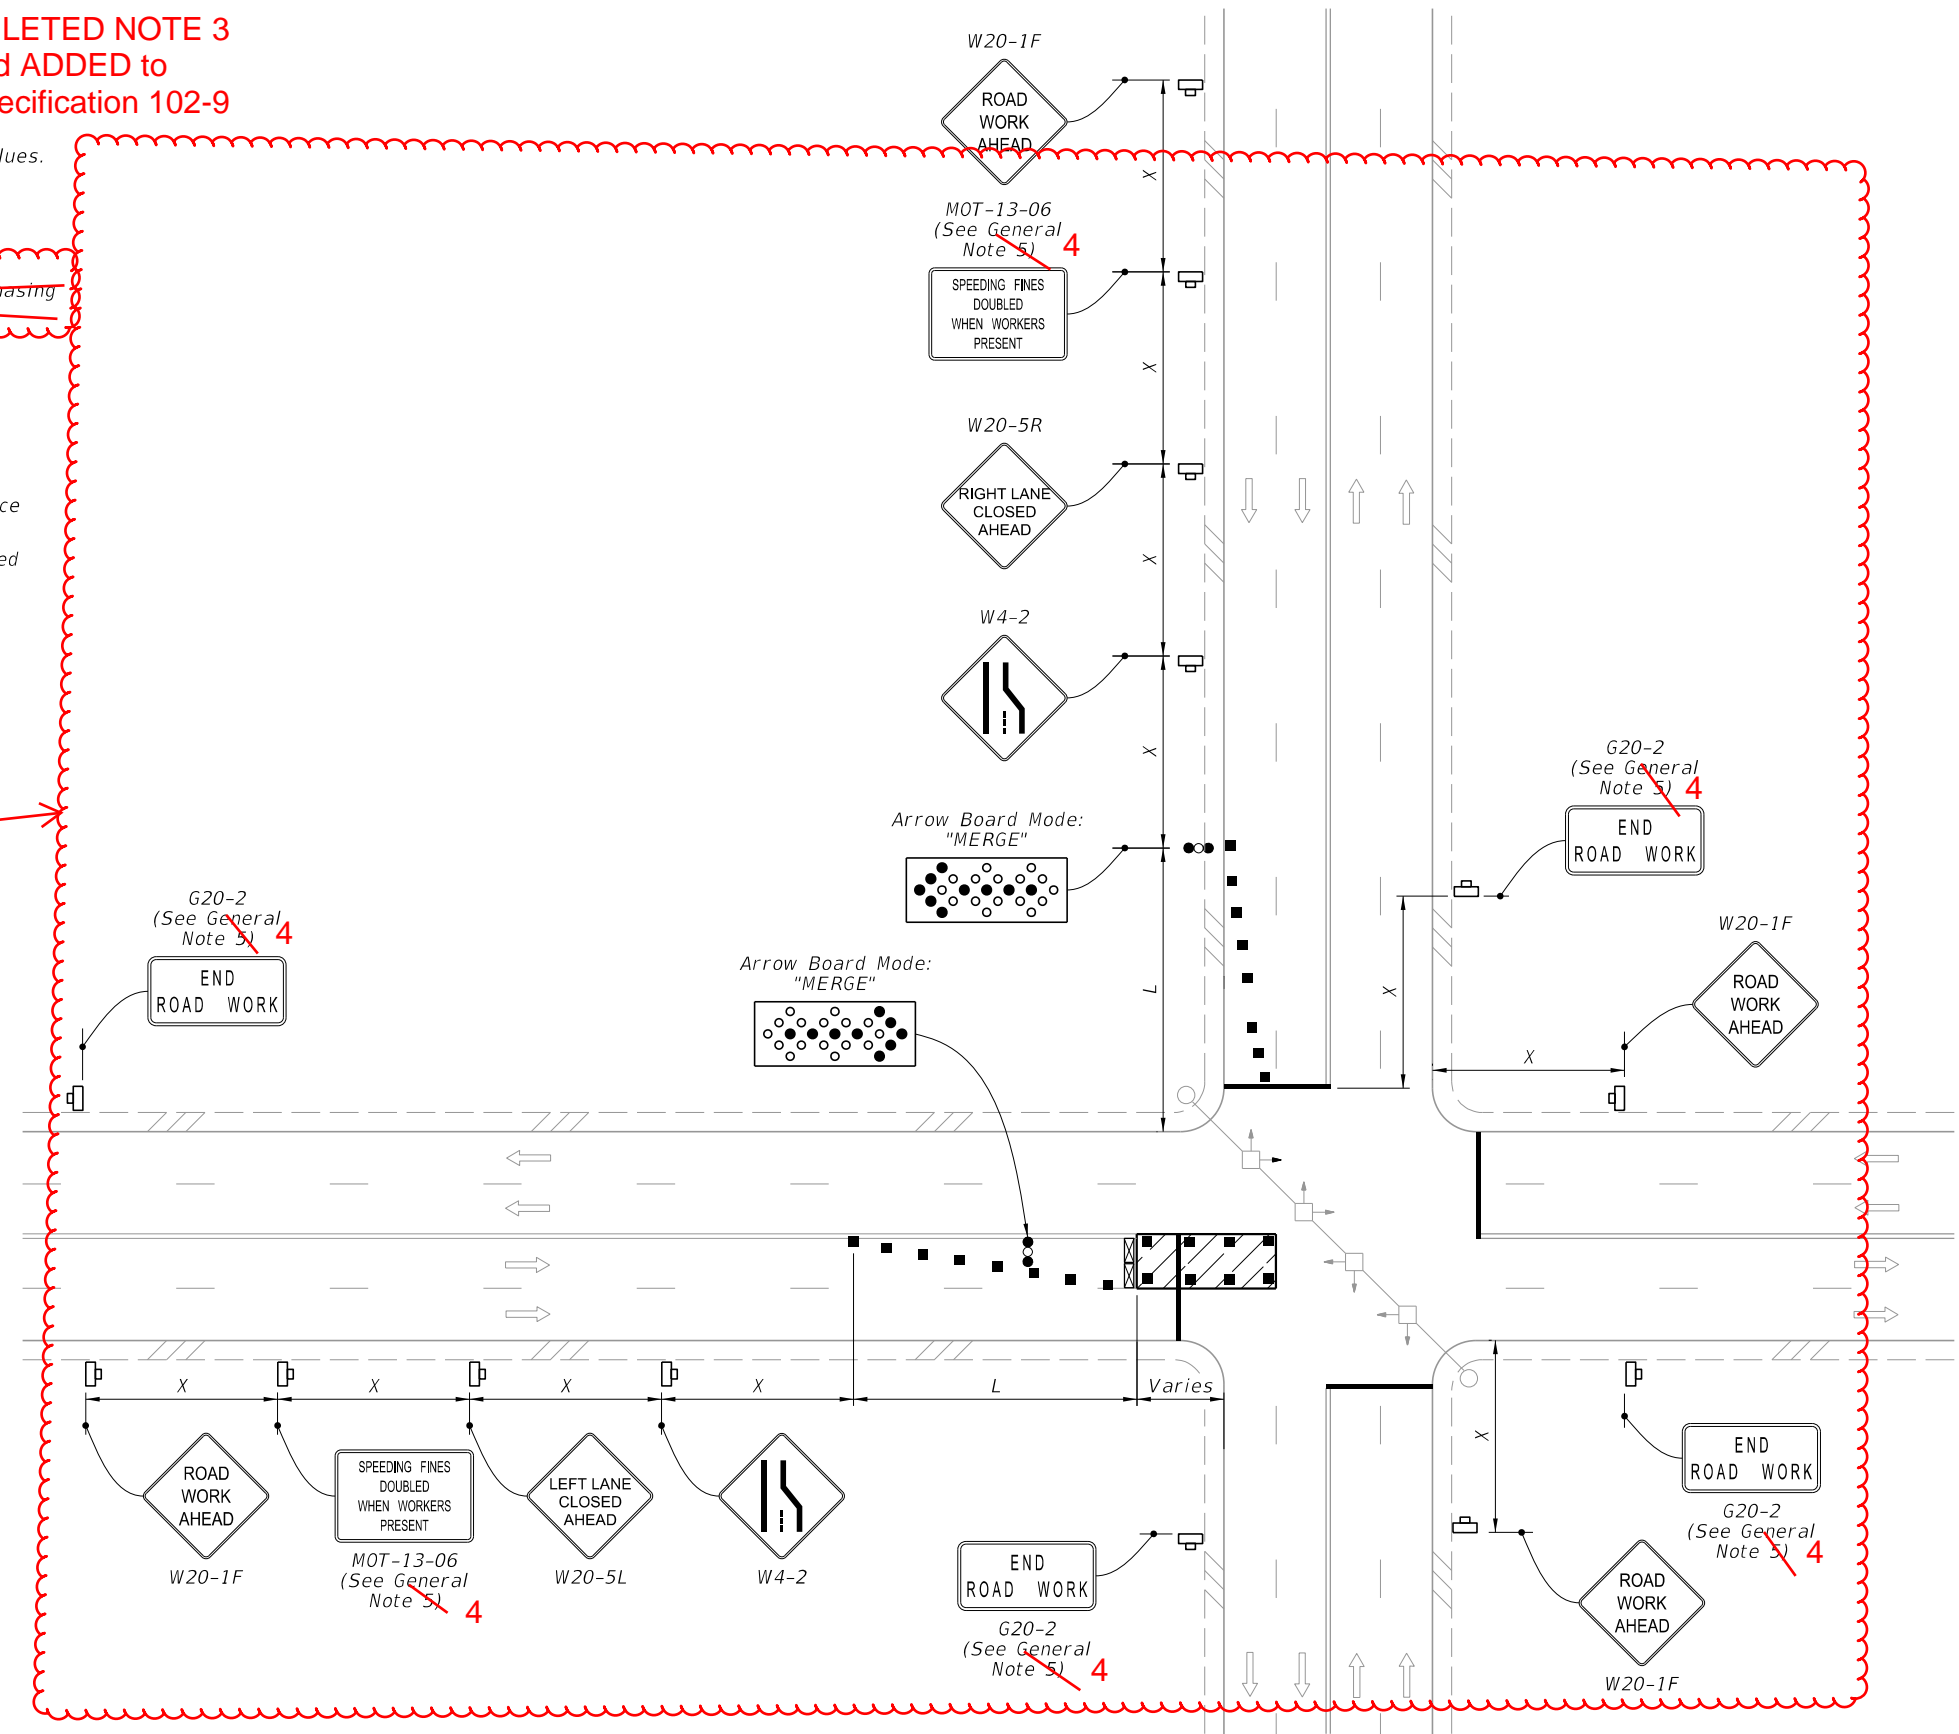 LETED NOTE 3
d ADDED to
ecification 102-9
lues.
asing
ce
ed
W20-1F
ROAD
WORK
AHEAD
X
MOT-13-06
(See General
Note 5) 4
SPEEDING FINES
DOUBLED
WHEN WORKERS
PRESENT
X
W20-5R
RIGHT LANE
CLOSED
AHEAD
X
W4-2
X
Arrow Board Mode:
"MERGE"
L
G20-2
(See General
Note 5) 4
END
ROAD WORK
X
W20-1F
ROAD
WORK
AHEAD
X
G20-2
(See General
Note 5) 4
END
ROAD WORK
Arrow Board Mode:
"MERGE"
X X X X L Varies
ROAD
WORK
AHEAD
W20-1F
SPEEDING FINES
DOUBLED
WHEN WORKERS
PRESENT
MOT-13-06
(See General
Note 5) 4
LEFT LANE
CLOSED
AHEAD
W20-5L
W4-2
END
ROAD WORK
G20-2
(See General
Note 5) 4
X
END
ROAD WORK
G20-2
(See General
Note 5) 4
ROAD
WORK
AHEAD
W20-1F